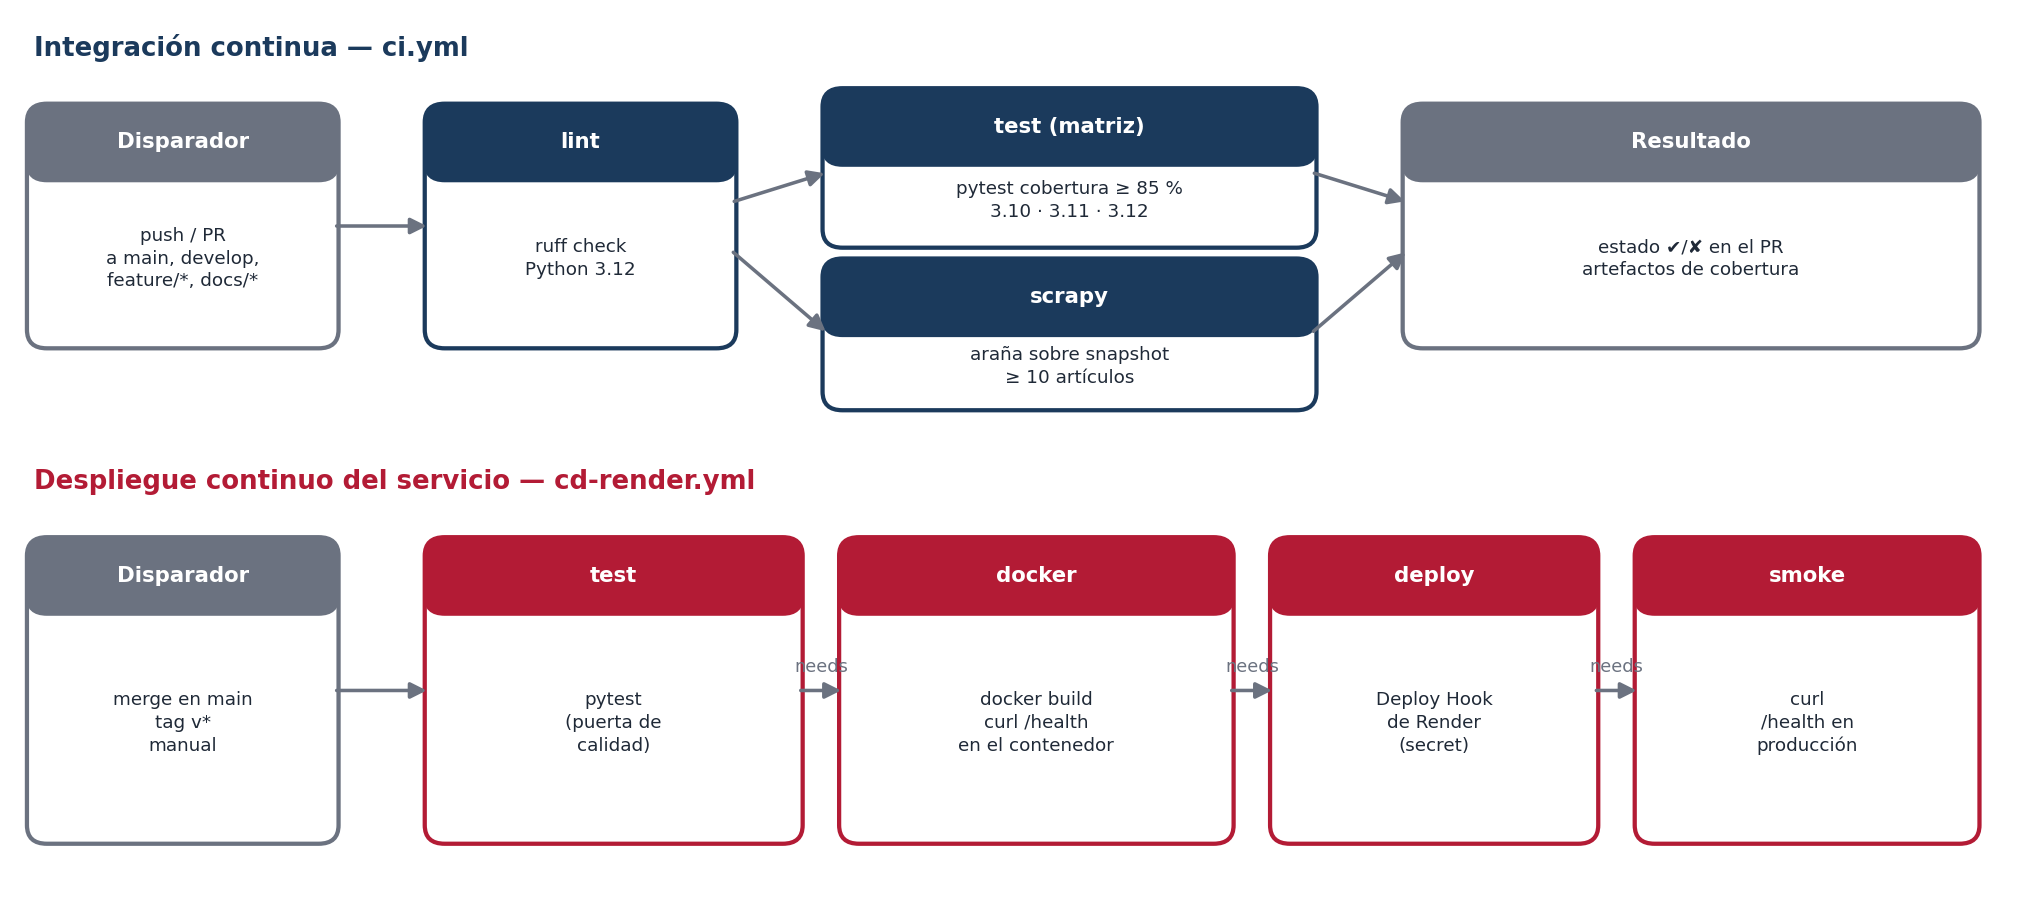 Integración continua — ci.yml
Disparador
push / PR
a main, develop,
feature/*, docs/*
lint
ruff check
Python 3.12
test (matriz)
pytest cobertura ≥ 85 %
3.10 · 3.11 · 3.12
scrapy
araña sobre snapshot
≥ 10 artículos
Resultado
estado ✔/✘ en el PR
artefactos de cobertura
Despliegue continuo del servicio — cd-render.yml
Disparador
merge en main
tag v*
manual
test
pytest
(puerta de
calidad)
needs
docker
docker build
curl /health
en el contenedor
needs
deploy
Deploy Hook
de Render
(secret)
needs
smoke
curl
/health en
producción